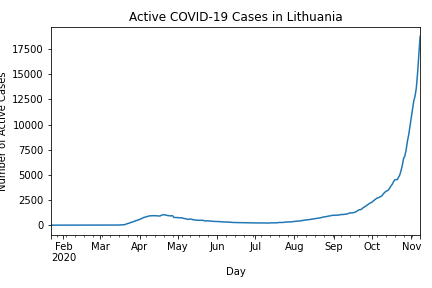 Active COVID-19 Cases in Lithuania
Number of Active Cases
17500
15000
12500
10000
7500
5000
2500
0
Feb Mar Apr May Jun Jul Aug Sep Oct Nov
2020
Day